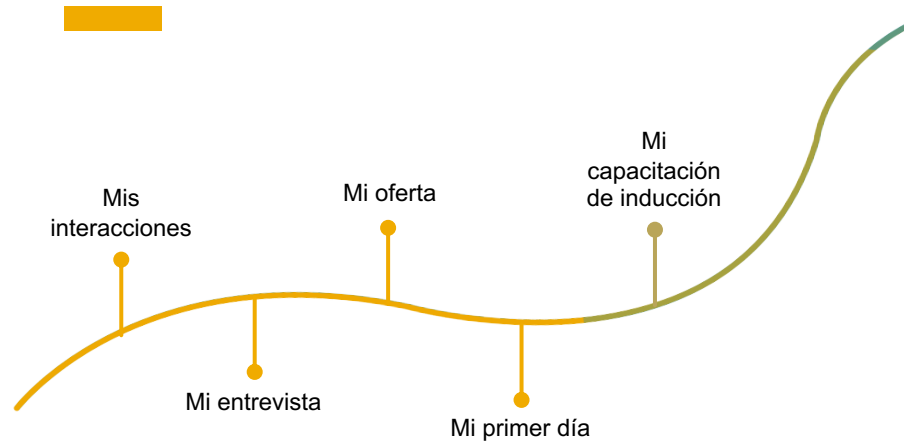 Mis
interacciones
Mi entrevista
Mi oferta
Mi primer día
Mi
capacitación
de inducción